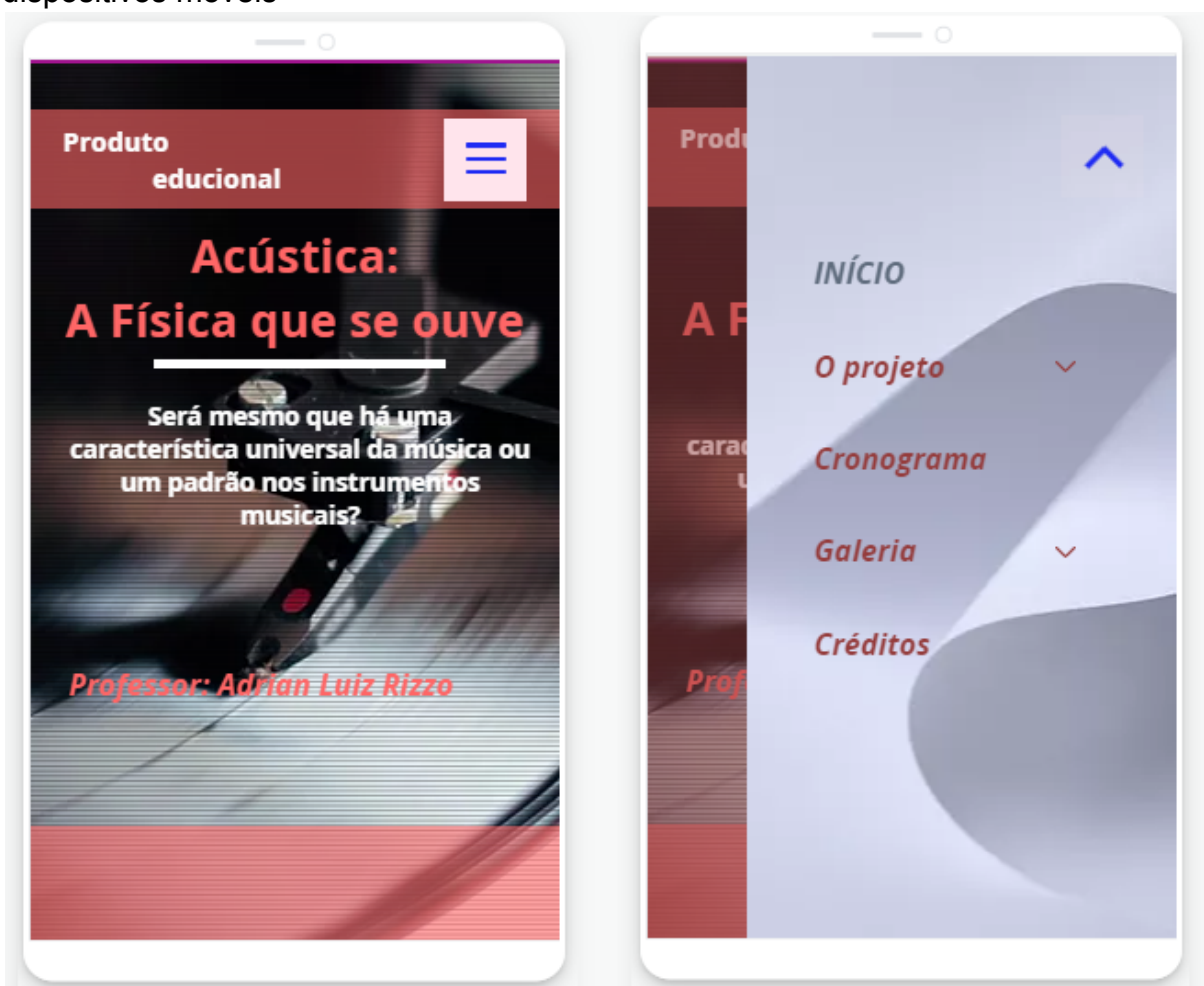 dispositivos móveis
Produto
educional
Acústica:
A Física que se ouve
Será mesmo que há uma
característica universal da música ou
um padrão nos instrumentos
musicais?
Professor: Adrian Luiz Rizzo
Produ
A F
carac
u
Prof
INÍCIO
O projeto
Cronograma
Galeria
Créditos